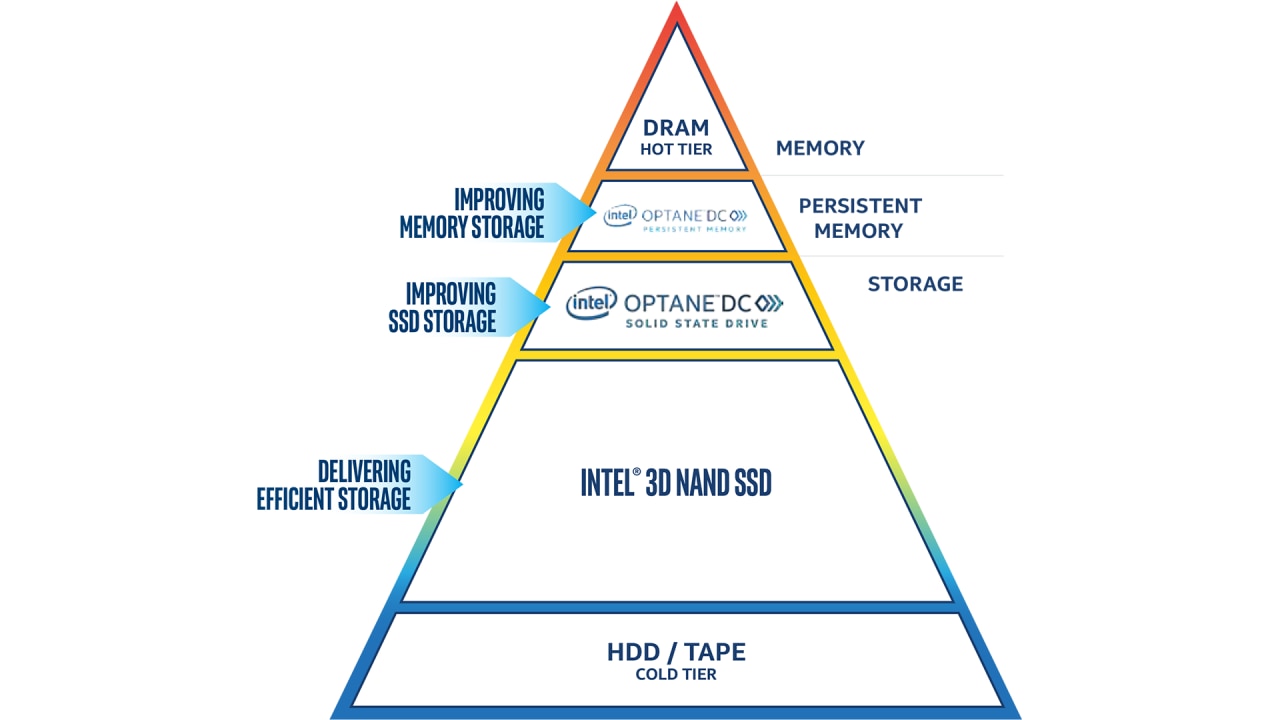 DRAM
HOT TIER
MEMORY
IMPROVING
MEMORY STORAGE
intel OPTANE DC
PERSISTENT MEMORY
PERSISTENT
MEMORY
STORAGE
IMPROVING
SSD STORAGE
intel® OPTANE™ DC
SOLID STATE DRIVE
DELIVERING
EFFICIENT STORAGE
INTEL® 3D NAND SSD
HDD / TAPE
COLD TIER